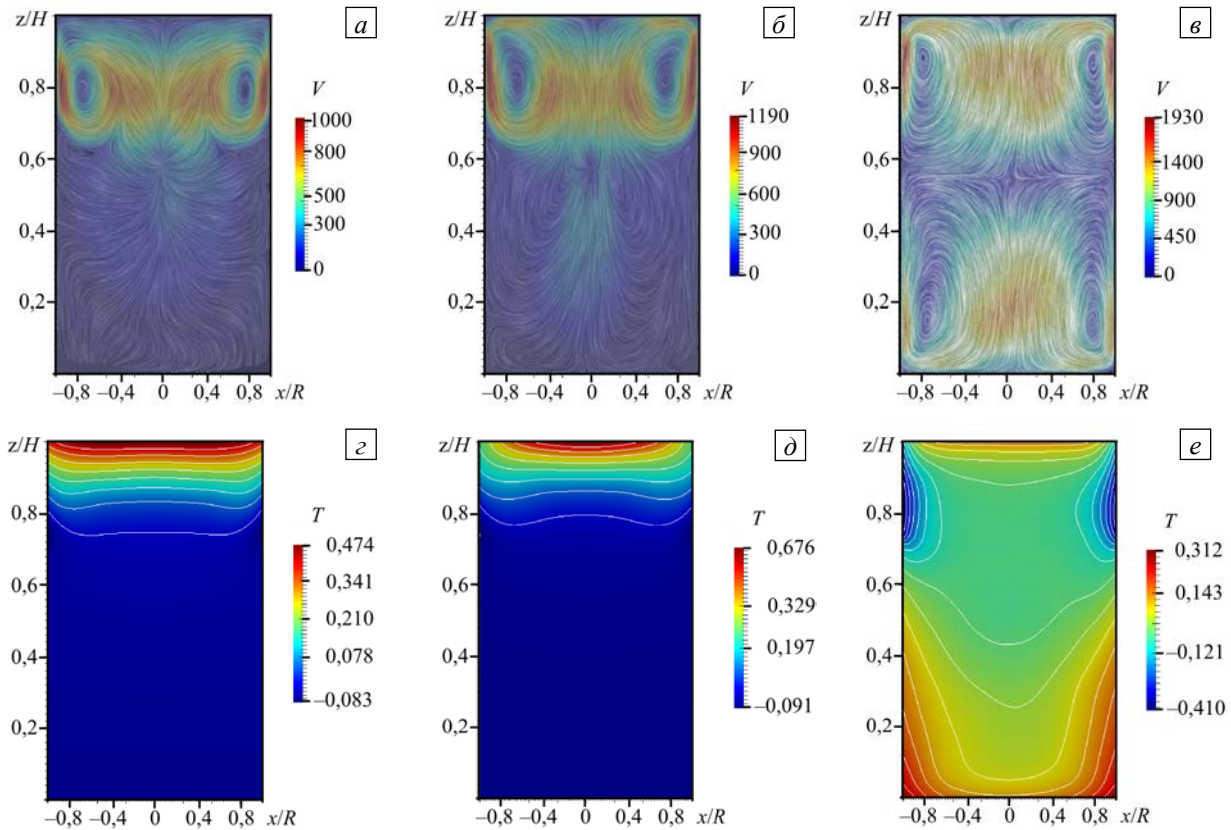 z/H
а
0,8
0,6
0,4
0,2
V
1000
800
500
300
0
−0,8 −0,4 0 0,4 0,8 x/R
z/H
б
0,8
0,6
0,4
0,2
V
1190
900
600
300
0
−0,8 −0,4 0 0,4 0,8 x/R
z/H
в
0,8
0,6
0,4
0,2
V
1930
1400
900
450
0
−0,8 −0,4 0 0,4 0,8 x/R
z/H
г
0,8
0,6
0,4
0,2
T
0,474
0,341
0,210
0,078
−0,083
−0,8 −0,4 0 0,4 0,8 x/R
z/H
д
0,8
0,6
0,4
0,2
T
0,676
0,329
0,197
−0,091
−0,8 −0,4 0 0,4 0,8 x/R
z/H
е
0,8
0,6
0,4
0,2
T
0,312
0,143
−0,121
−0,410
−0,8 −0,4 0 0,4 0,8 x/R